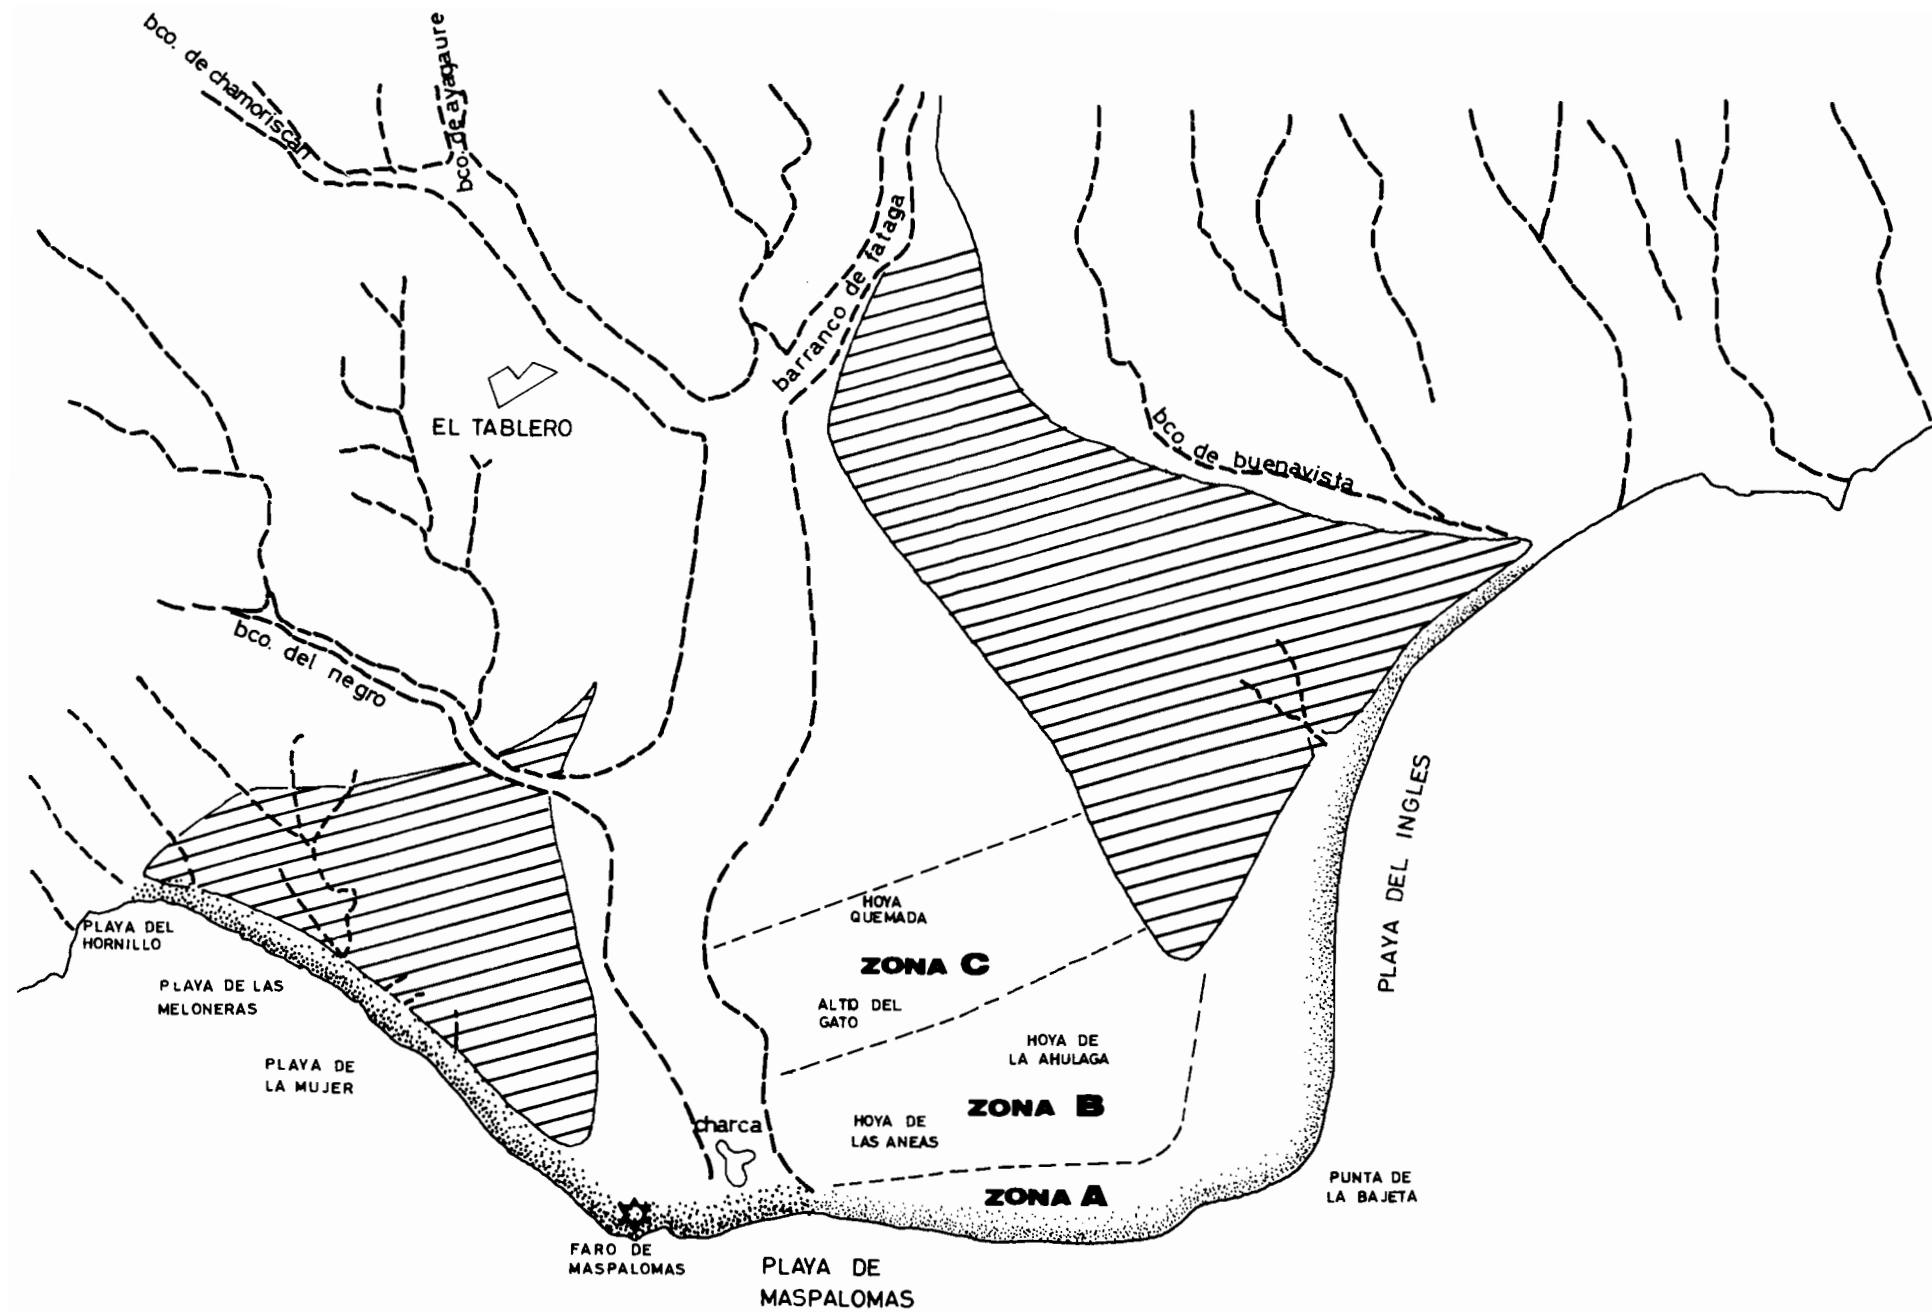 bco. de chamoriscan
bco. de ayagaure
barranco de fataga
EL TABLERO
bco. de buenavista
bco. del negro
PLAYA DEL INGLES
HOYA
QUEMADA
PLAYA DEL
HORNILLO
ZONA C
PLAYA DE LAS
MELONERAS
ALTO DEL
GATO
HOYA DE
LA AHULAGA
PLAYA DE
LA MUJER
ZONA B
charca
HOYA DE
LAS ANEAS
ZONA A
PUNTA DE
LA BAJETA
FARO DE
MASPALOMAS
PLAYA DE
MASPALOMAS